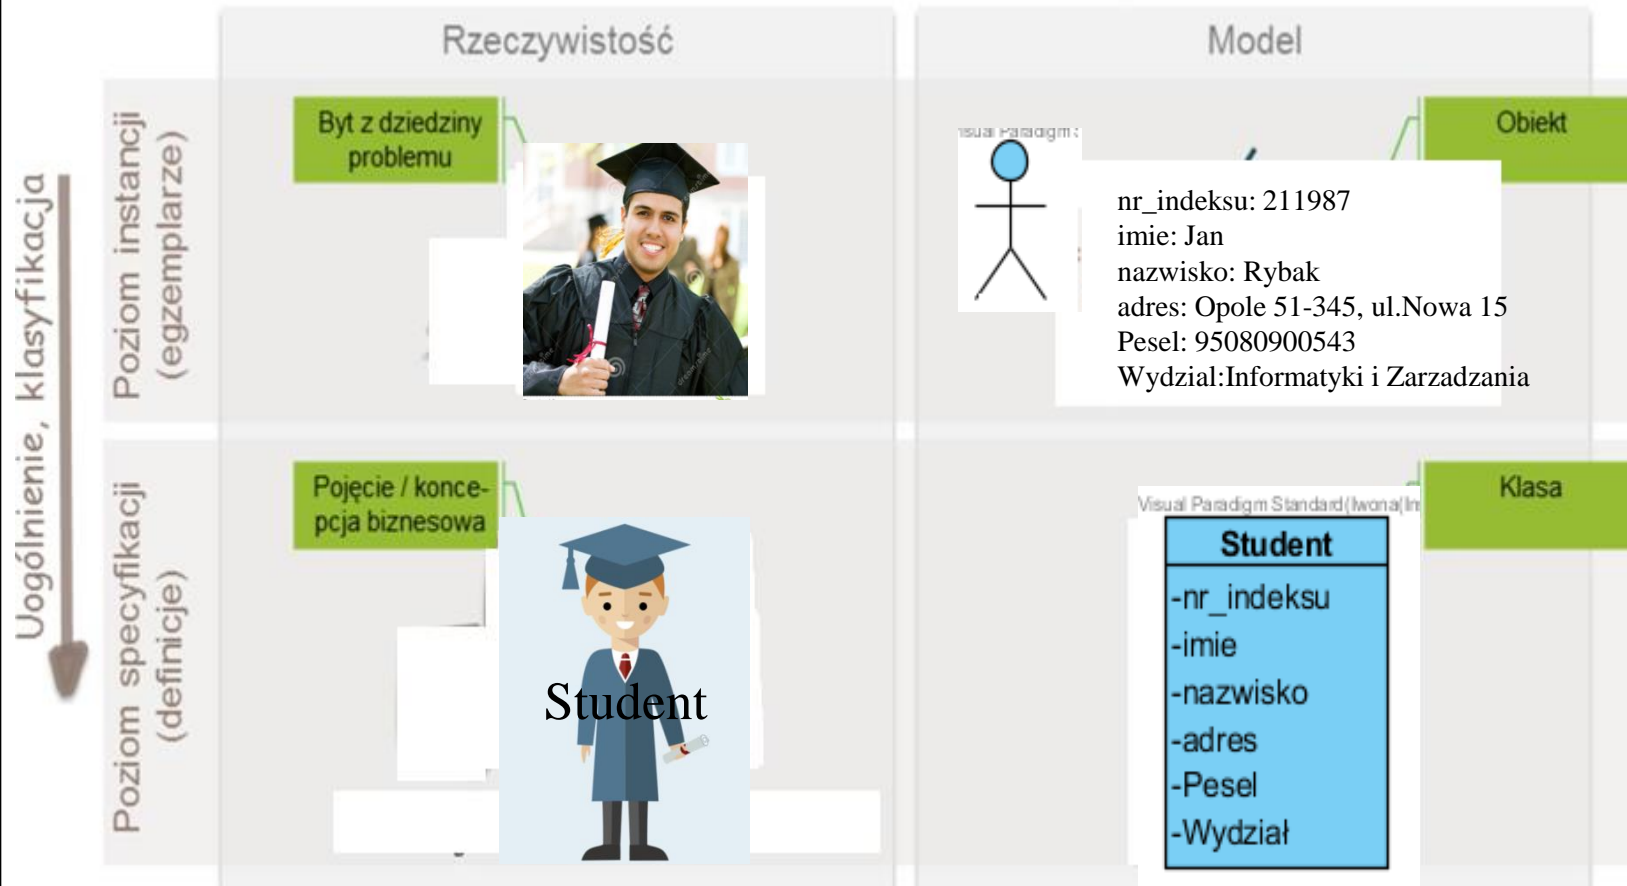 Rzeczywistość
Model
Uogólnienie, klasyfikacja
Poziom instancji
(egzemplarze)
Byt z dziedziny
problemu
Obiekt
nr_indeksu: 211987
imie: Jan
nazwisko: Rybak
adres: Opole 51-345, ul.Nowa 15
Pesel: 95080900543
Wydzial:Informatyki i Zarzadzania
Poziom specyfikacji
(definicje)
Pojęcie / konce-
pcja biznesowa
Student
Klasa
Visual Paradigm Standard(Iwona(In
Student
-nr_indeksu
-imie
-nazwisko
-adres
-Pesel
-Wydział